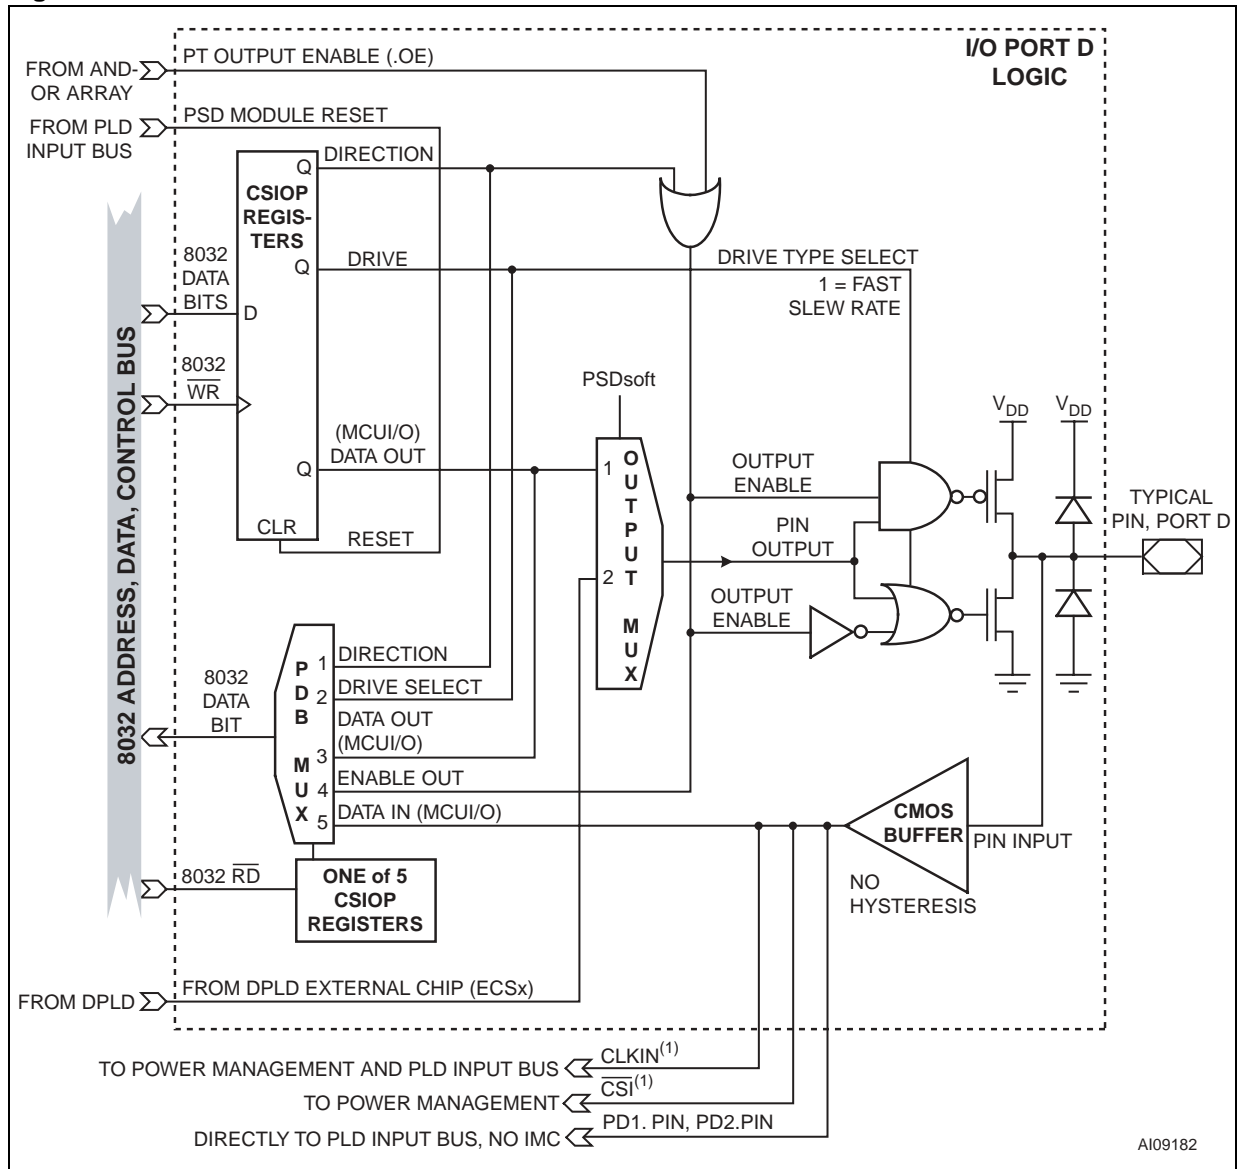 I/O PORT D
LOGIC
FROM AND-
OR ARRAY
PT OUTPUT ENABLE (.OE)
FROM PLD
INPUT BUS
PSD MODULE RESET
Q
DIRECTION
CSIOP
REGIS-
TERS
8032
DATA
BITS
Q
DRIVE
DRIVE TYPE SELECT
1 = FAST
SLEW RATE
D
8032 ADDRESS, DATA, CONTROL BUS
8032
WR
PSDsoft
VDD
VDD
(MCUI/O)
DATA OUT
Q
1
OUTPUT MUX
OUTPUT
ENABLE
TYPICAL
PIN, PORT D
CLR
RESET
PIN
OUTPUT
2
OUTPUT
ENABLE
PDB MUX
1
DIRECTION
8032
DATA
BIT
2
DRIVE SELECT
DATA OUT
(MCUI/O)
3
4
ENABLE OUT
5
DATA IN (MCUI/O)
CMOS
BUFFER
PIN INPUT
NO
HYSTERESIS
8032 RD
ONE of 5
CSIOP
REGISTERS
FROM DPLD
FROM DPLD EXTERNAL CHIP (ECSx)
TO POWER MANAGEMENT AND PLD INPUT BUS
CLKIN(1)
TO POWER MANAGEMENT
CSI(1)
DIRECTLY TO PLD INPUT BUS, NO IMC
PD1. PIN, PD2.PIN
AI09182